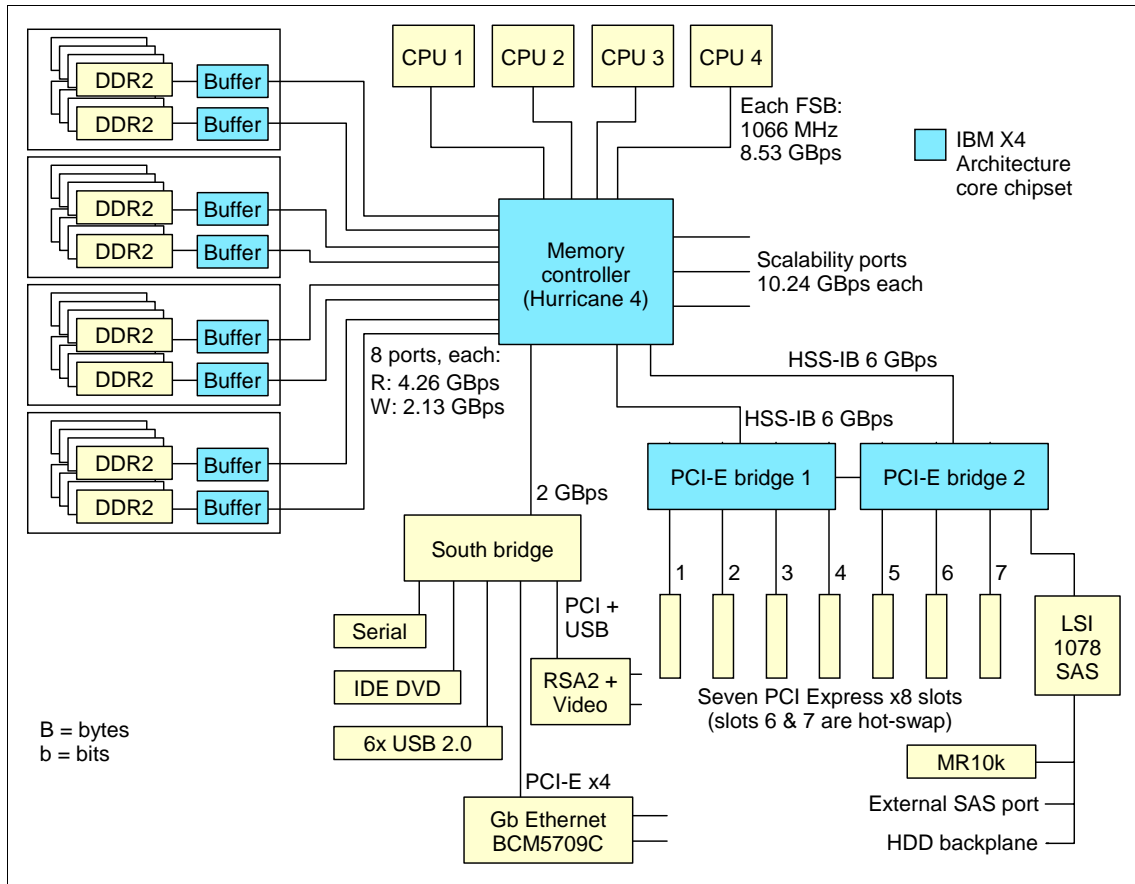 DDR2
Buffer
DDR2
Buffer
DDR2
Buffer
DDR2
Buffer
DDR2
Buffer
DDR2
Buffer
DDR2
Buffer
DDR2
Buffer
CPU 1
CPU 2
CPU 3
CPU 4
Each FSB:
1066 MHz
8.53 GBps
IBM X4
Architecture
core chipset
Memory
controller
(Hurricane 4)
Scalability ports
10.24 GBps each
8 ports, each:
R: 4.26 GBps
W: 2.13 GBps
HSS-IB 6 GBps
HSS-IB 6 GBps
PCI-E bridge 1
PCI-E bridge 2
2 GBps
South bridge
1
2
3
4
5
6
7
PCI +
USB
Serial
IDE DVD
6x USB 2.0
RSA2 +
Video
LSI
1078
SAS
Seven PCI Express x8 slots
(slots 6 & 7 are hot-swap)
B = bytes
b = bits
PCI-E x4
Gb Ethernet
BCM5709C
MR10k
External SAS port
HDD backplane